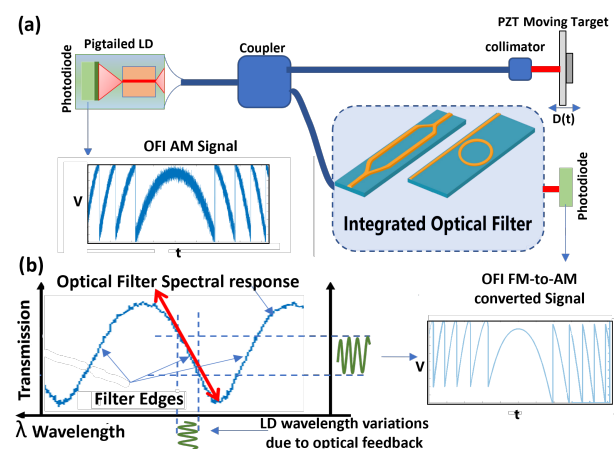 (a)
Pigtailed LD
Photodiode
Coupler
PZT Moving Target
collimator
D(t)
OFI AM Signal
V
t
Integrated Optical Filter
Photodiode
(b)
Optical Filter Spectral response
Transmission
Filter Edges
λ Wavelength
LD wavelength variations
due to optical feedback
OFI FM-to-AM
converted Signal
V
t